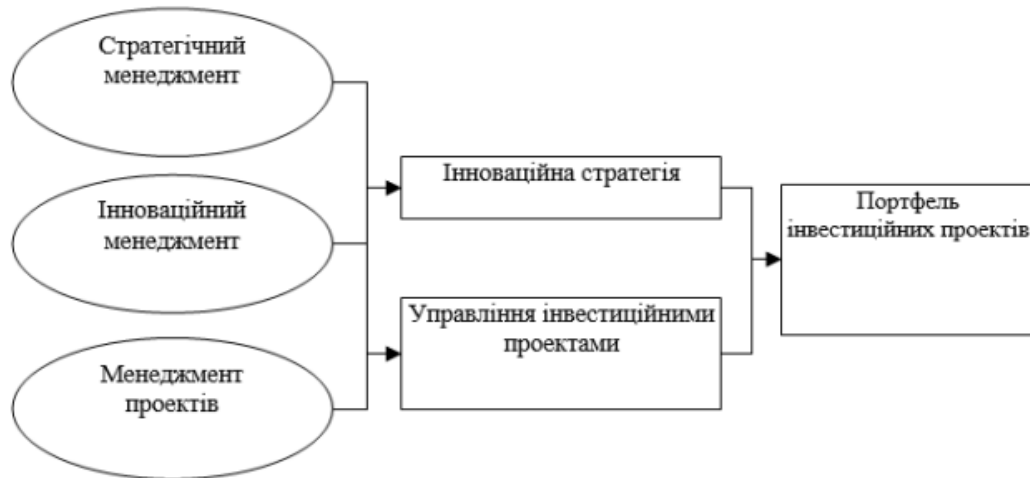 Стратегічний
менеджмент
Інноваційний
менеджмент
Менеджмент
проектів
Інноваційна стратегія
Управління інвестиційними
проектами
Портфель
інвестиційних проектів